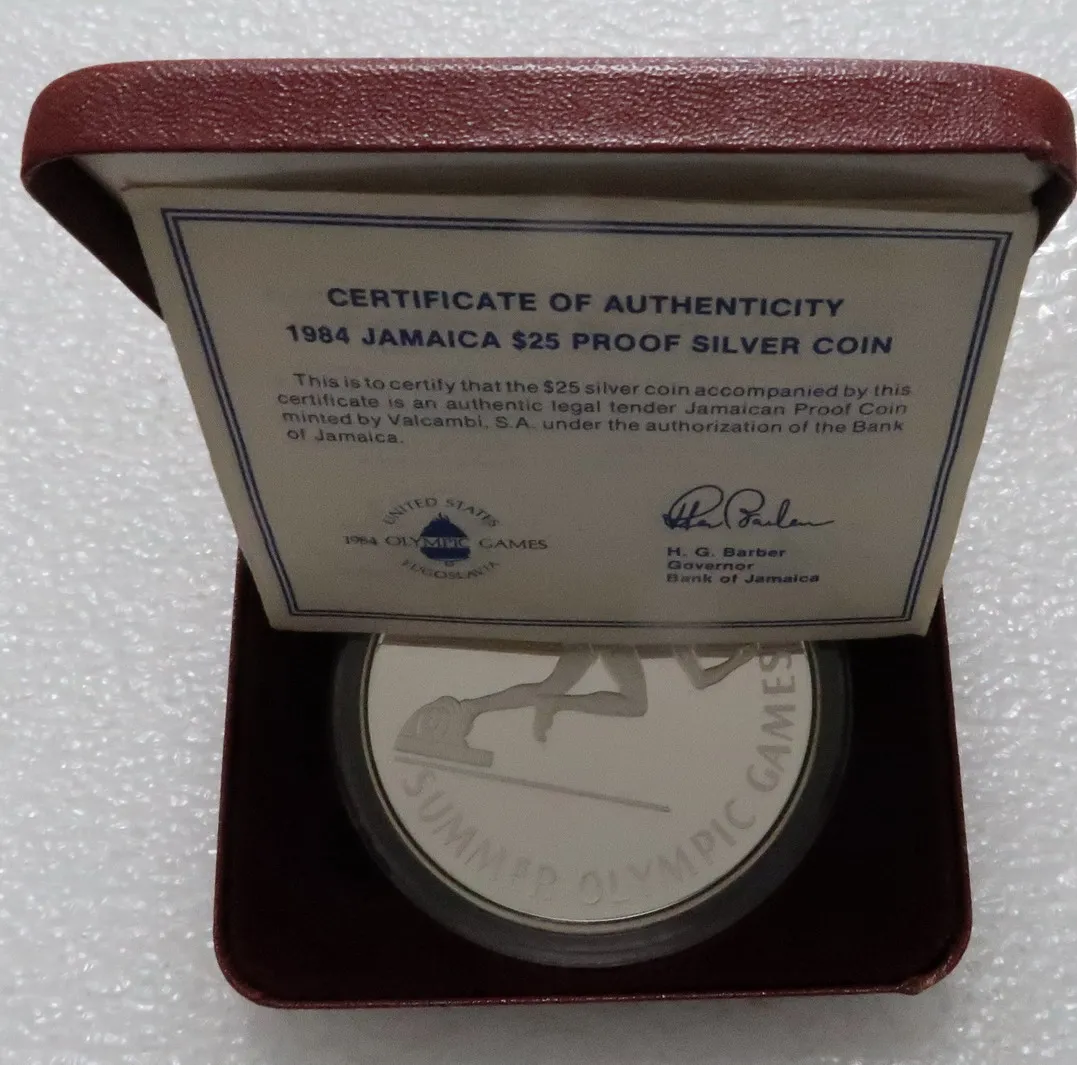 CERTIFICATE OF AUTHENTICITY
1984 JAMAICA $25 PROOF SILVER COIN
This is to certify that the $25 silver coin accompanied by this
certificate is an authentic legal tender Jamaican Proof Coin
minted by Valcambi, S.A. under the authorization of the Bank
of Jamaica.
UNITED STATES
1984 OLYMPIC GAMES
YUGOSLAVIA
H. G. Barber
Governor
Bank of Jamaica
SUMMER OLYMPIC GAMES